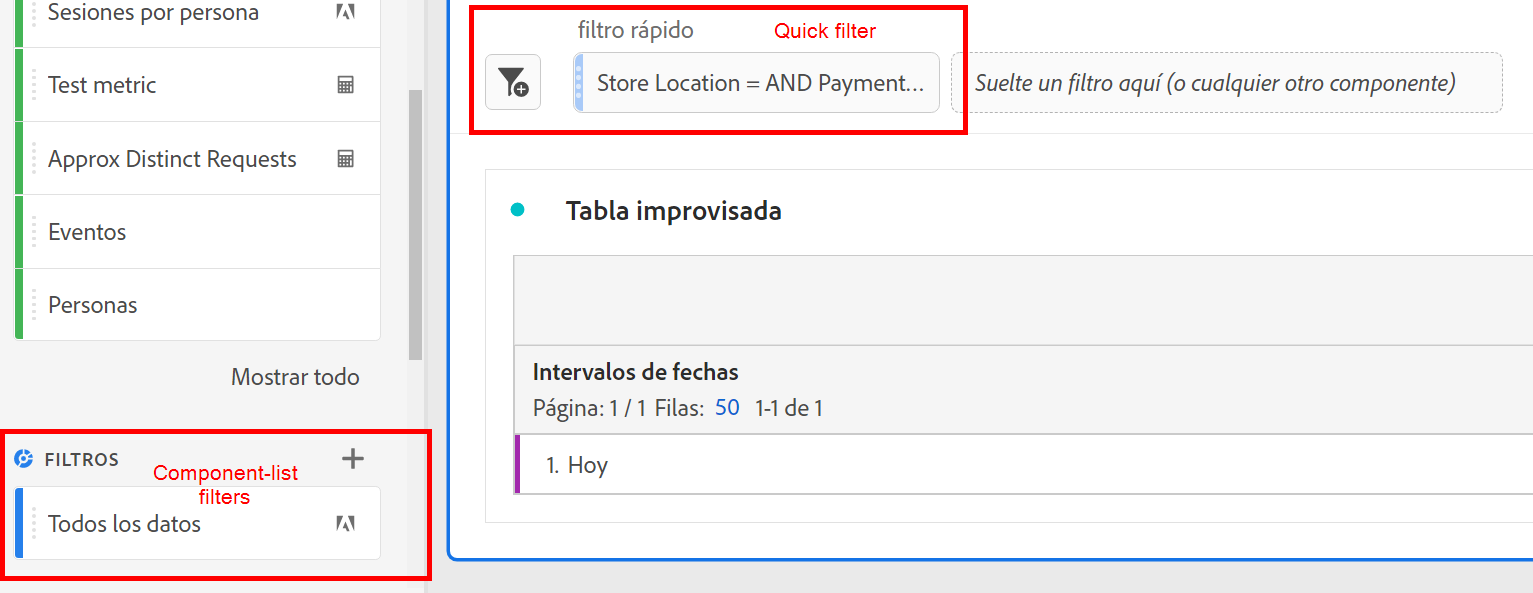 Sesiones por persona
Test metric
Approx Distinct Requests
Eventos
Personas
Mostrar todo
FILTROS
Component-list
filters
Todos los datos
filtro rápido
Quick filter
Store Location = AND Payment...
Suelte un filtro aquí (o cualquier otro componente)
Tabla improvisada
Intervalos de fechas
Página: 1 / 1 Filas: 50 1-1 de 1
1. Hoy